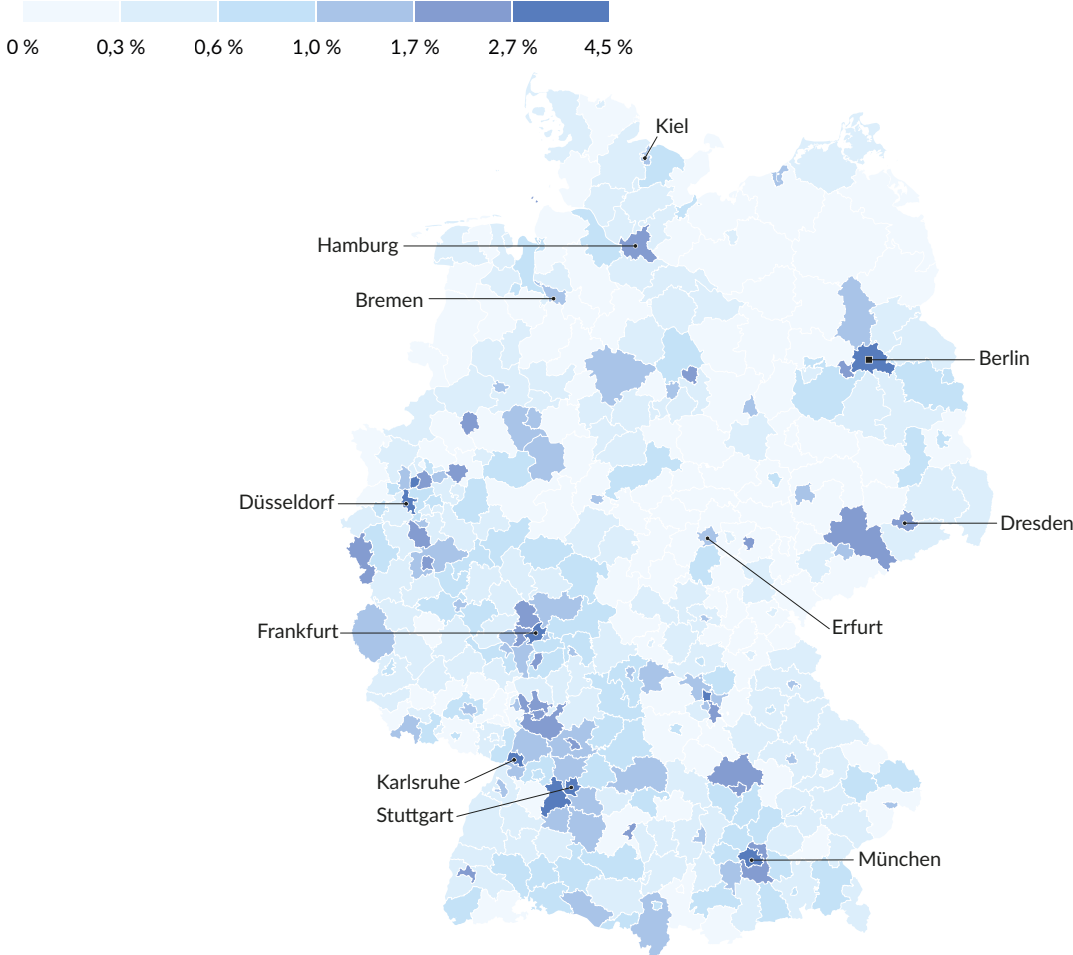 0 % 0,3 % 0,6 % 1,0 % 1,7 % 2,7 % 4,5 %
Kiel
Hamburg
Bremen
Berlin
Düsseldorf
Dresden
Erfurt
Frankfurt
Karlsruhe
Stuttgart
München